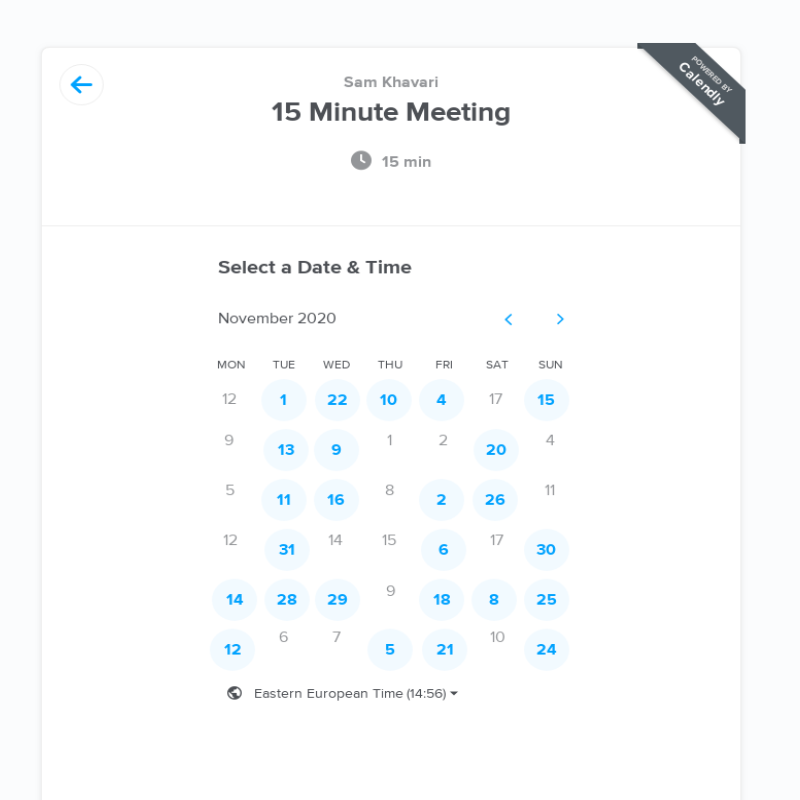 Sam Khavari
15 Minute Meeting
15 min
POWERED BY
Calendly
Select a Date & Time
November 2020
MON TUE WED THU FRI SAT SUN
12 1 22 10 4 17 15
9 13 9 1 2 20 4
5 11 16 8 2 26 11
12 31 14 15 6 17 30
14 28 29 9 18 8 25
12 6 7 5 21 10 24
Eastern European Time (14:56)